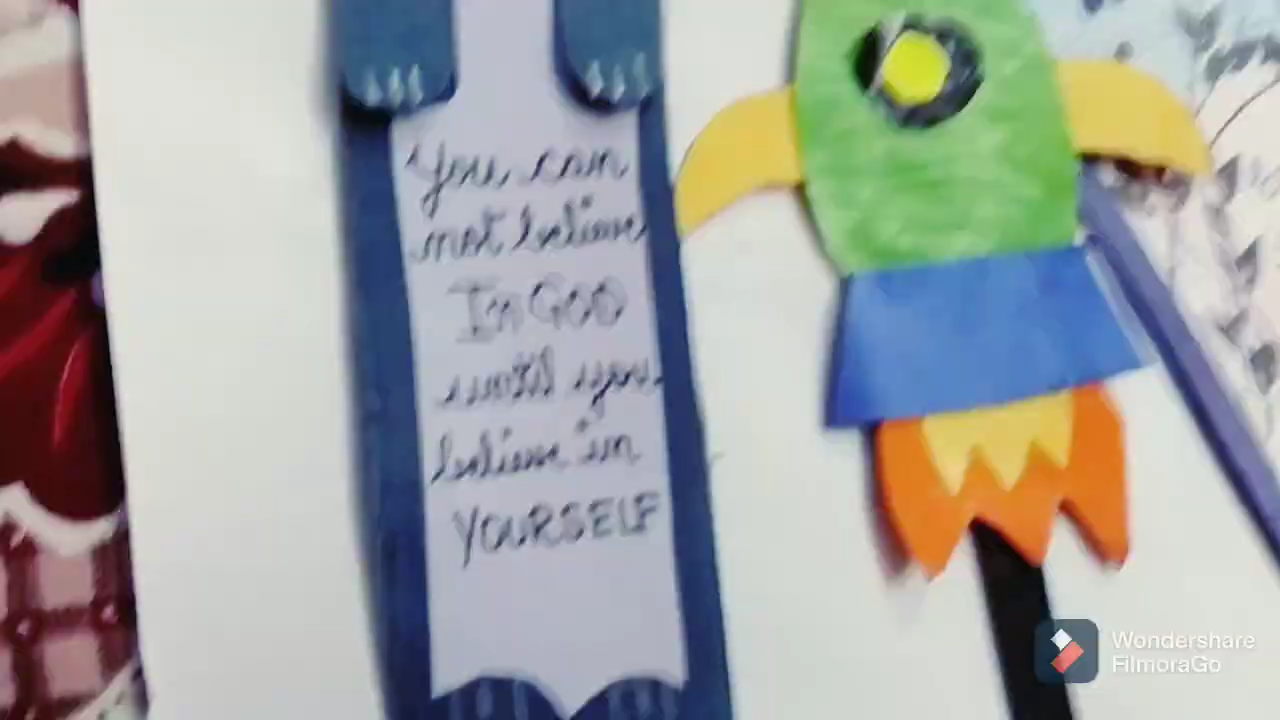 You can
not believe
In GOD
until you
believe in
YOURSELF
Wondershare
FilmoraGo